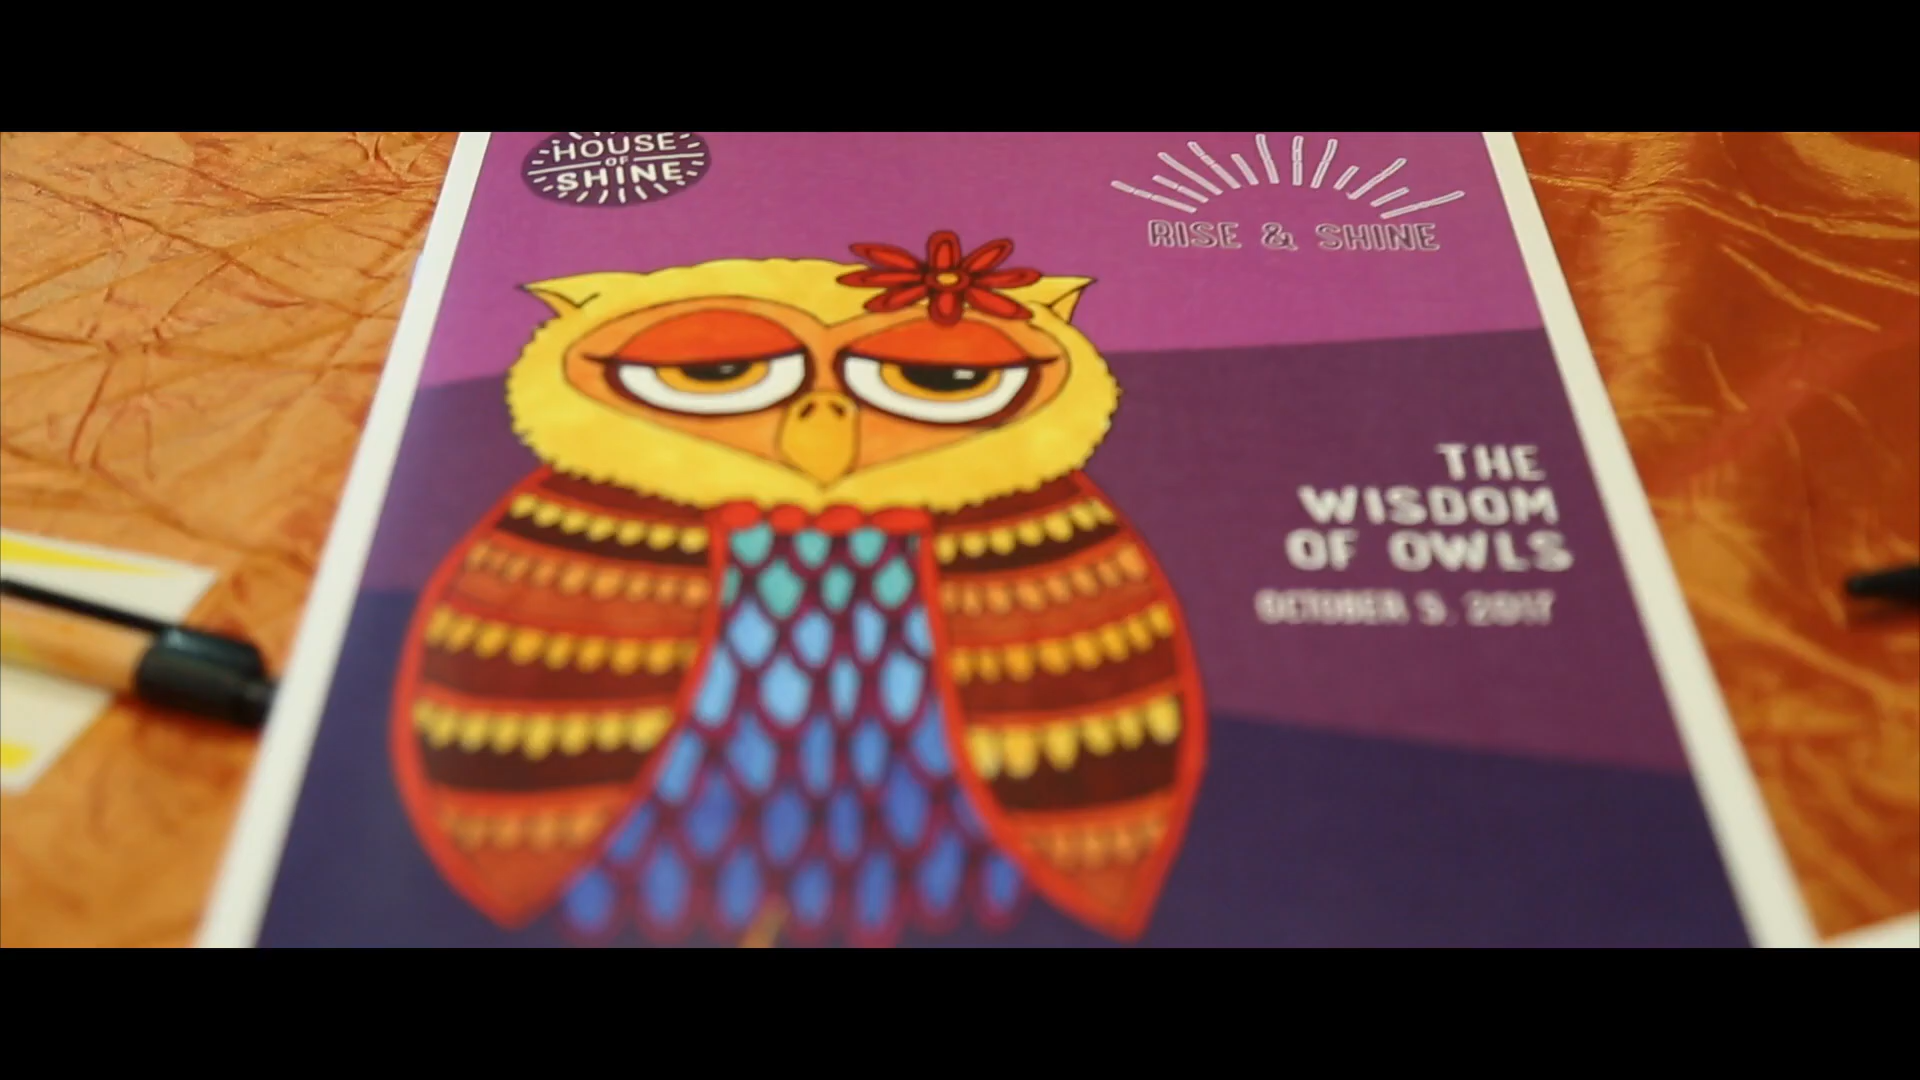 HOUSE
OF
SHINE
RISE & SHINE
THE
WISDOM
OF OWLS
OCTOBER 5, 2017